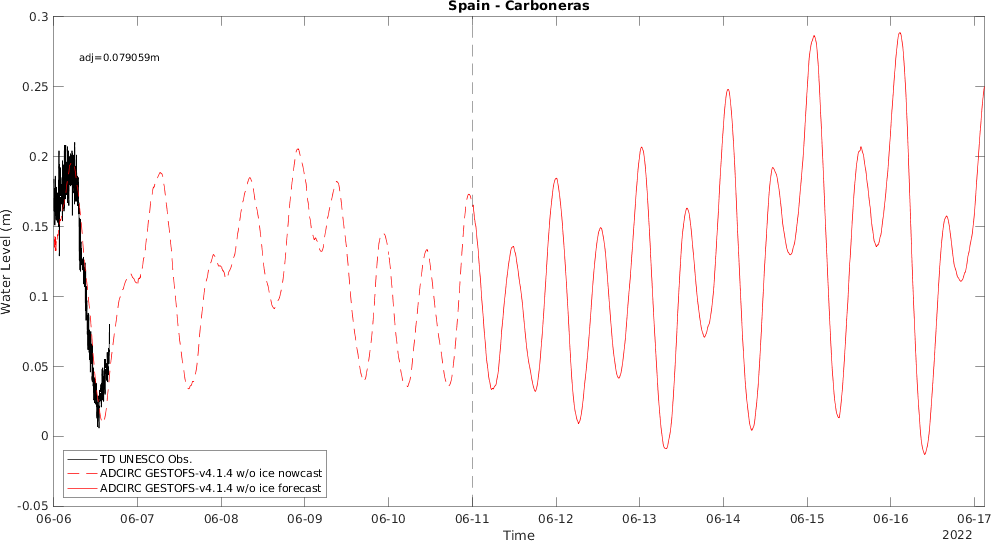 Spain - Carboneras
0.3
adj=0.079059m
0.25
0.2
0.15
0.1
0.05
0
-0.05
Water Level (m)
TD UNESCO Obs.
ADCIRC GESTOFS-v4.1.4 w/o ice nowcast
ADCIRC GESTOFS-v4.1.4 w/o ice forecast
06-06 06-07 06-08 06-09 06-10 06-11 06-12 06-13 06-14 06-15 06-16 06-17
Time
2022